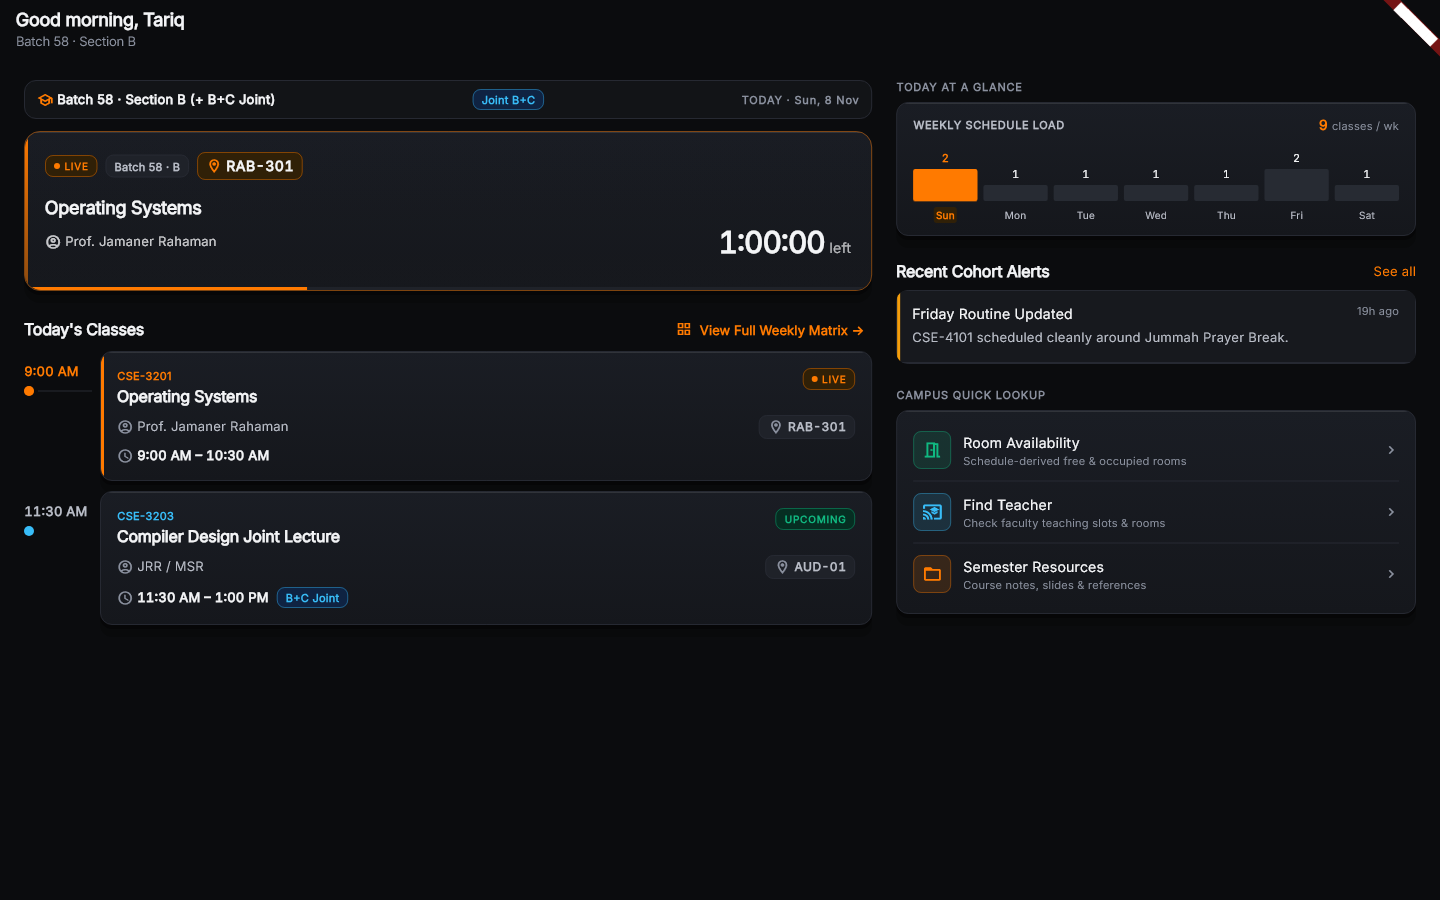 Good morning, Tariq
Batch 58 · Section B
Batch 58 · Section B (+ B+C Joint)
Joint B+C
TODAY · Sun, 8 Nov
LIVE
Batch 58 · B
RAB-301
Operating Systems
Prof. Jamaner Rahaman
1:00:00 left
Today's Classes
View Full Weekly Matrix →
9:00 AM
CSE-3201
LIVE
Operating Systems
Prof. Jamaner Rahaman
RAB-301
9:00 AM – 10:30 AM
11:30 AM
CSE-3203
UPCOMING
Compiler Design Joint Lecture
JRR / MSR
AUD-01
11:30 AM – 1:00 PM
B+C Joint
TODAY AT A GLANCE
WEEKLY SCHEDULE LOAD
9 classes / wk
2 1 1 1 1 2 1
Sun Mon Tue Wed Thu Fri Sat
Recent Cohort Alerts
See all
Friday Routine Updated
19h ago
CSE-4101 scheduled cleanly around Jummah Prayer Break.
CAMPUS QUICK LOOKUP
Room Availability
Schedule-derived free & occupied rooms
Find Teacher
Check faculty teaching slots & rooms
Semester Resources
Course notes, slides & references